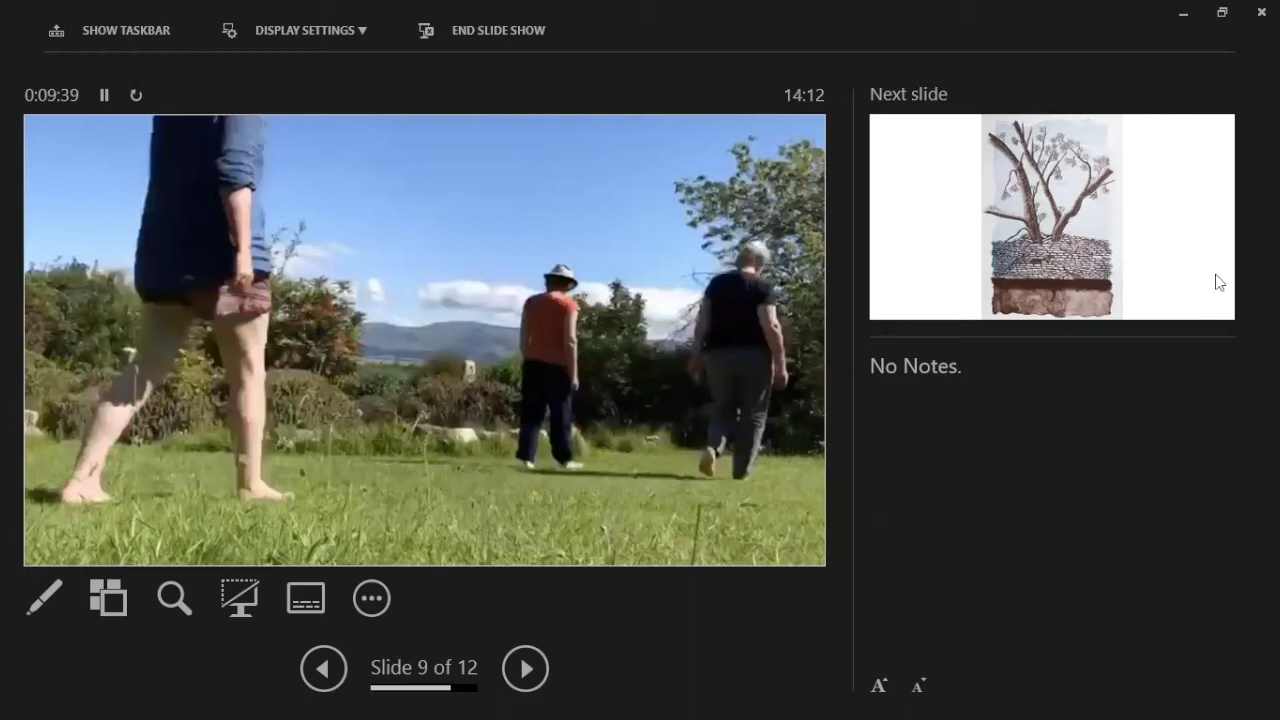 SHOW TASKBAR
DISPLAY SETTINGS ▼
END SLIDE SHOW
0:09:39
14:12
Next slide
No Notes.
Slide 9 of 12
A A